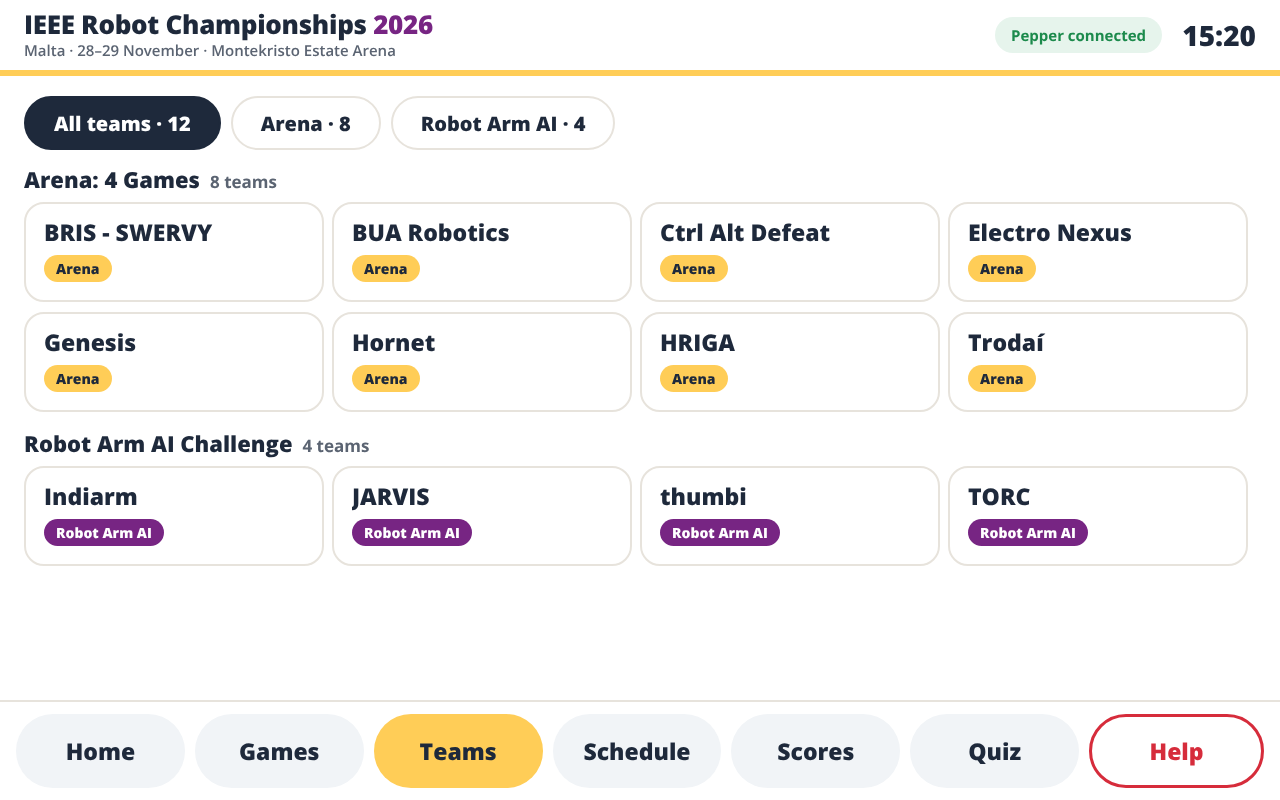 IEEE Robot Championships 2026
Malta · 28–29 November · Montekristo Estate Arena
Pepper connected
15:20
All teams · 12
Arena · 8
Robot Arm AI · 4
Arena: 4 Games 8 teams
BRIS - SWERVY
Arena
BUA Robotics
Arena
Ctrl Alt Defeat
Arena
Electro Nexus
Arena
Genesis
Arena
Hornet
Arena
HRIGA
Arena
Trodaí
Arena
Robot Arm AI Challenge 4 teams
Indiarm
Robot Arm AI
JARVIS
Robot Arm AI
thumbi
Robot Arm AI
TORC
Robot Arm AI
Home
Games
Teams
Schedule
Scores
Quiz
Help